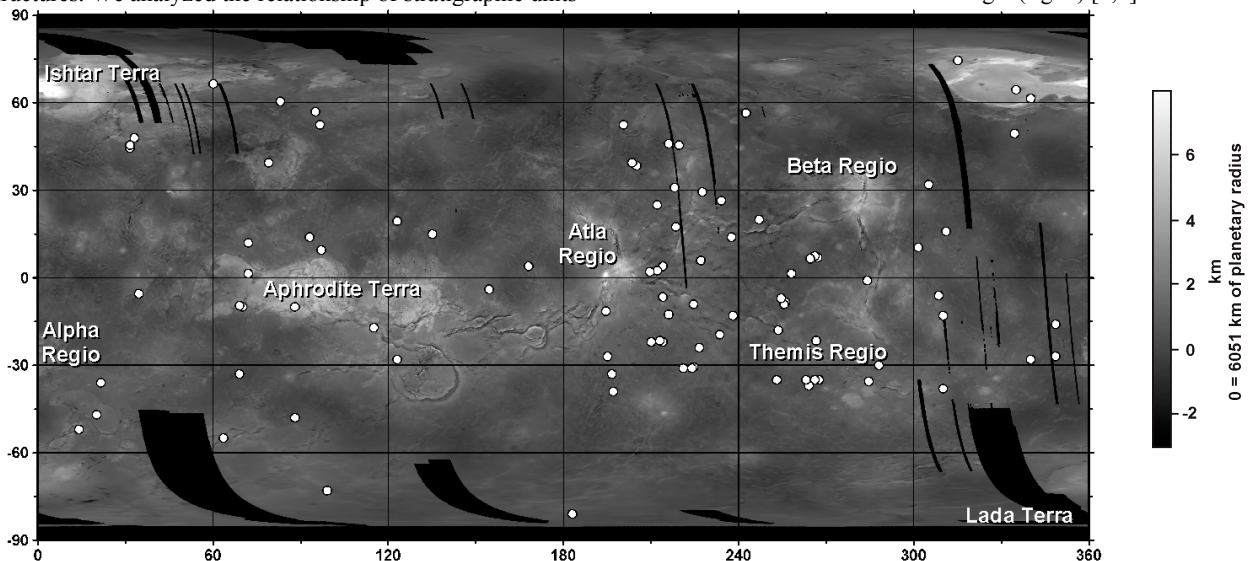 structures. We analyzed the relationship of stratigraphic units
90
60
30
0
-30
-60
-90
0
60
120
180
240
300
360
Ishtar Terra
Beta Regio
Atla
Regio
Aphrodite Terra
Alpha
Regio
Themis Regio
Lada Terra
6
4
2
0
-2
km
0 = 6051 km of planetary radius